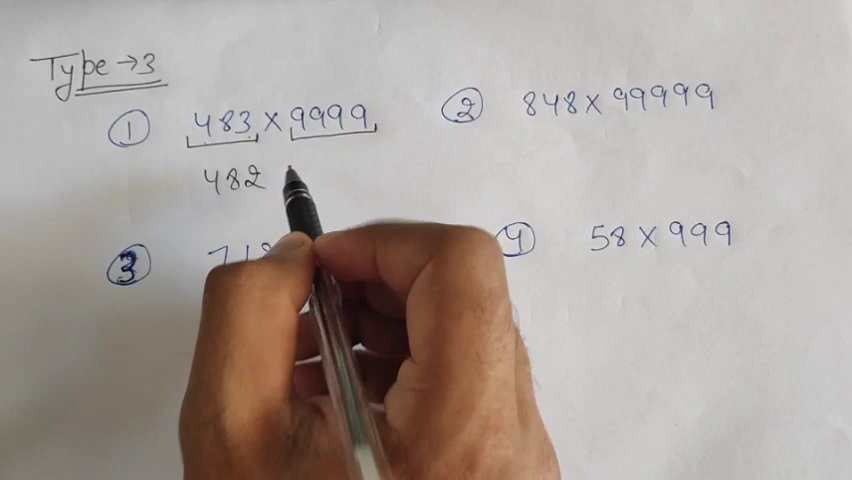 Type → 3
① 483 × 9999 ② 848 × 99999
482
③ ④ 58 × 999